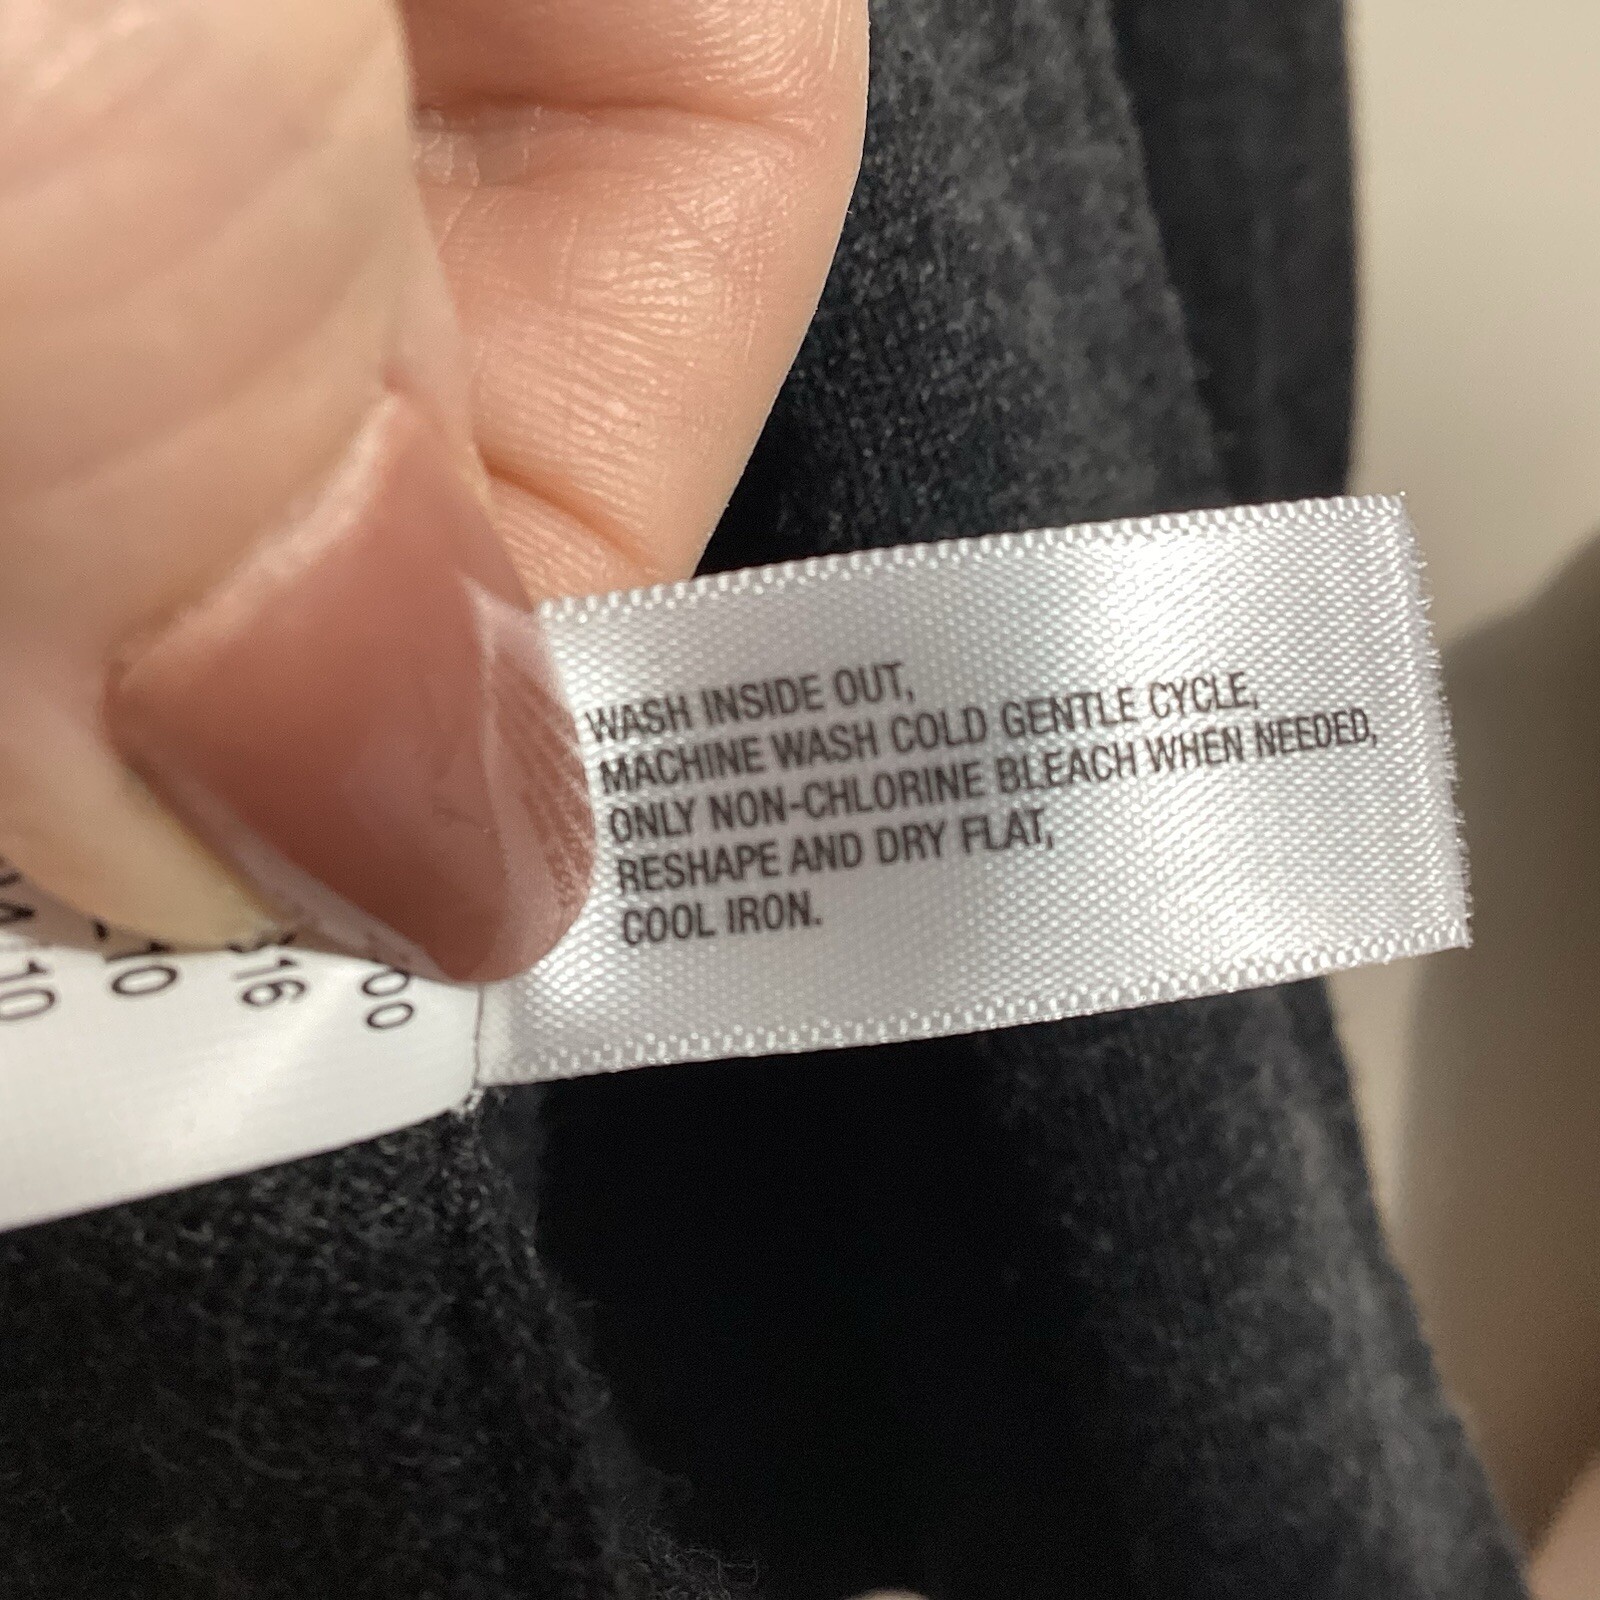 WASH INSIDE OUT,
MACHINE WASH COLD GENTLE CYCLE,
ONLY NON-CHLORINE BLEACH WHEN NEEDED,
RESHAPE AND DRY FLAT,
COOL IRON.